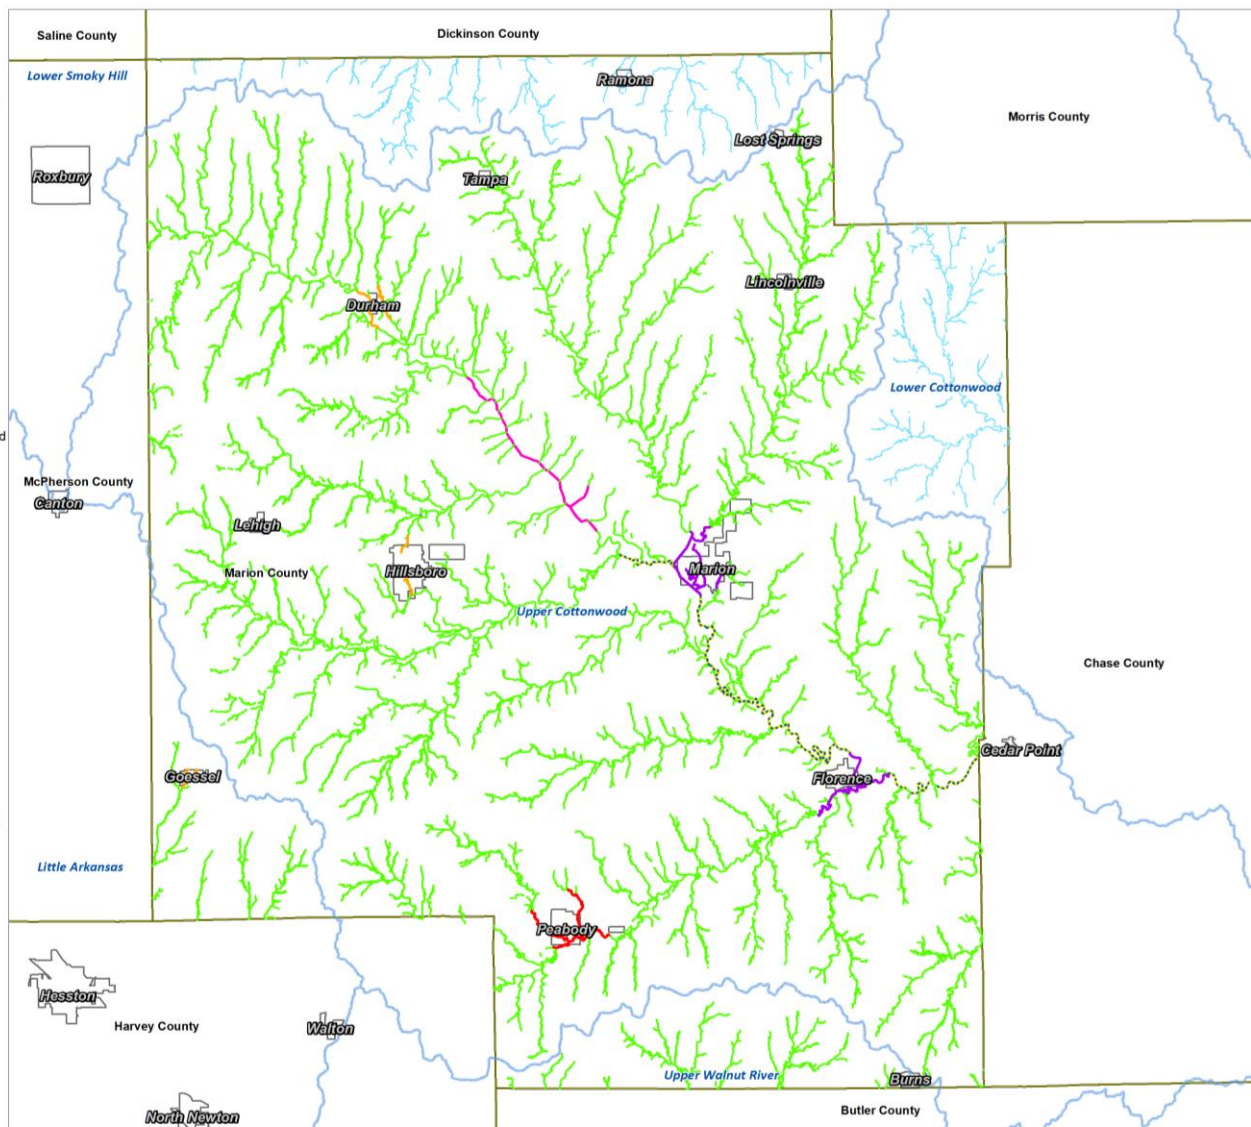 Saline County
Dickinson County
Lower Smoky Hill
Ramona
Morris County
Lost Springs
Roxbury
Tampa
Lincolnville
Durham
Lower Cottonwood
d
McPherson County
Canton
Lehigh
Marion County
Hillsboro
Marion
Upper Cottonwood
Chase County
Cedar Point
Goessel
Florence
Little Arkansas
Peabody
Hesston
Harvey County
Walton
Upper Walnut River
Burns
North Newton
Butler County